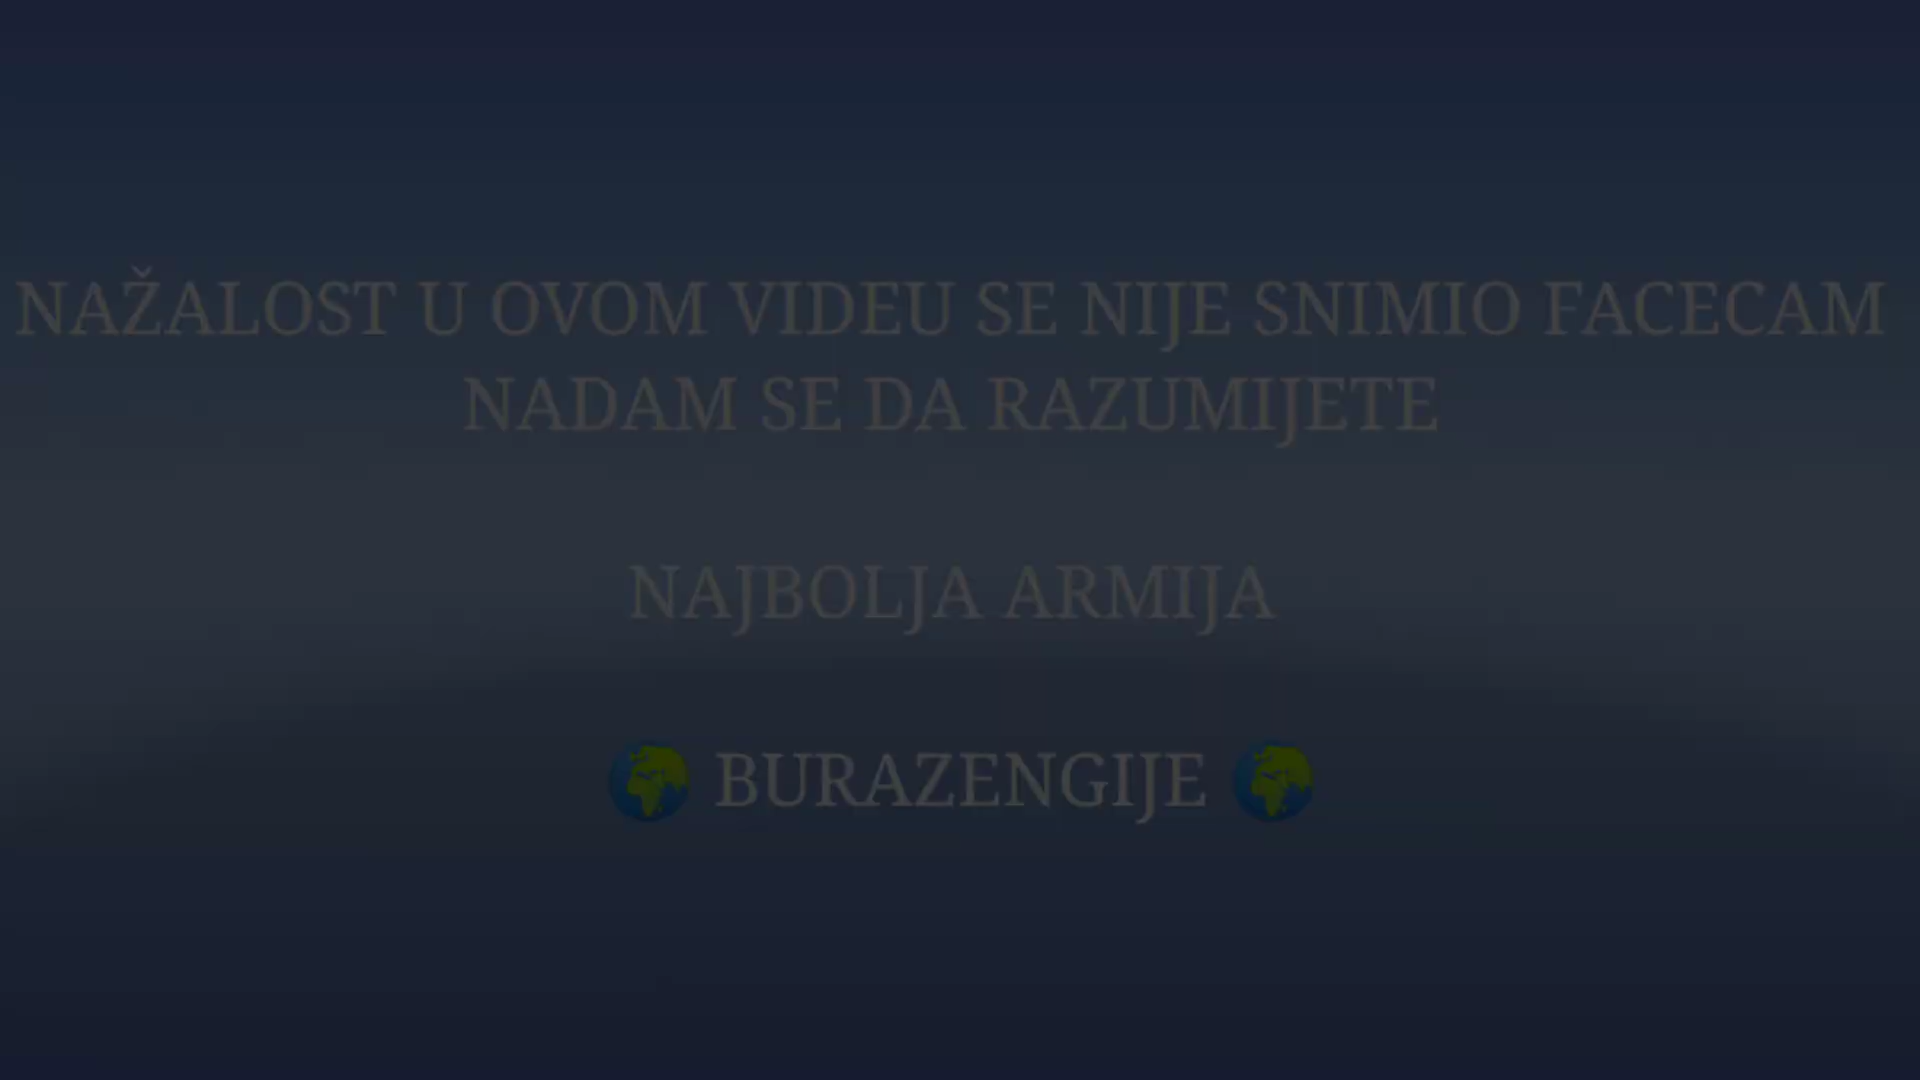 NAŽALOST U OVOM VIDEU SE NIJE SNIMIO FACECAM
NADAM SE DA RAZUMIJETE
NAJBOLJA ARMIJA
🌍 BURAZENGIJE 🌍